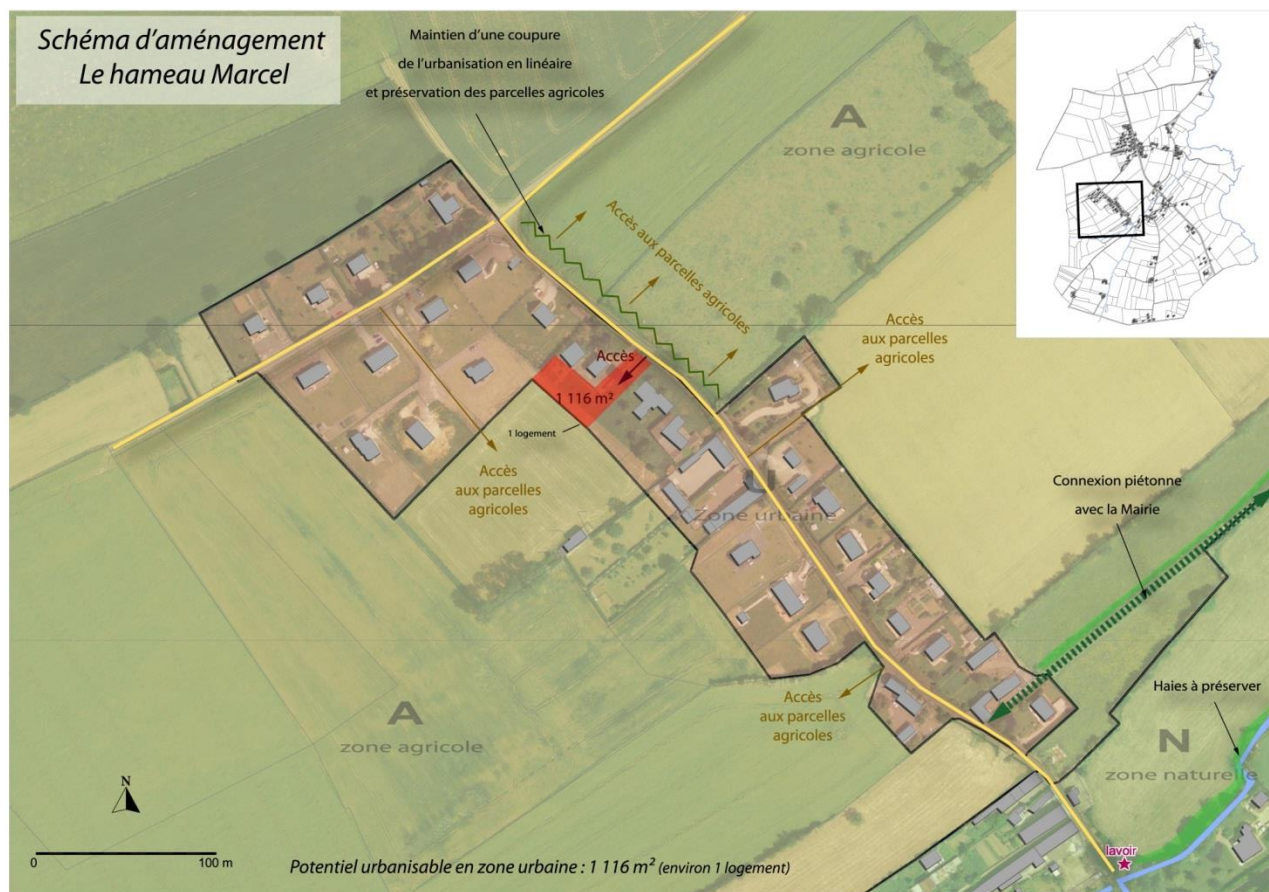 Schéma d’aménagement
Le hameau Marcel
Maintien d’une coupure
de l’urbanisation en linéaire
et préservation des parcelles agricoles
A
zone agricole
Accès aux parcelles agricoles
Accès
aux parcelles
agricoles
Accès
1 116 m²
1 logement
Accès
aux parcelles
agricoles
U
Zone urbaine
Connexion piétonne
avec la Mairie
Accès
aux parcelles
agricoles
Haies à préserver
A
zone agricole
N
zone naturelle
N
0
100 m
lavoir
Potentiel urbanisable en zone urbaine : 1 116 m² (environ 1 logement)